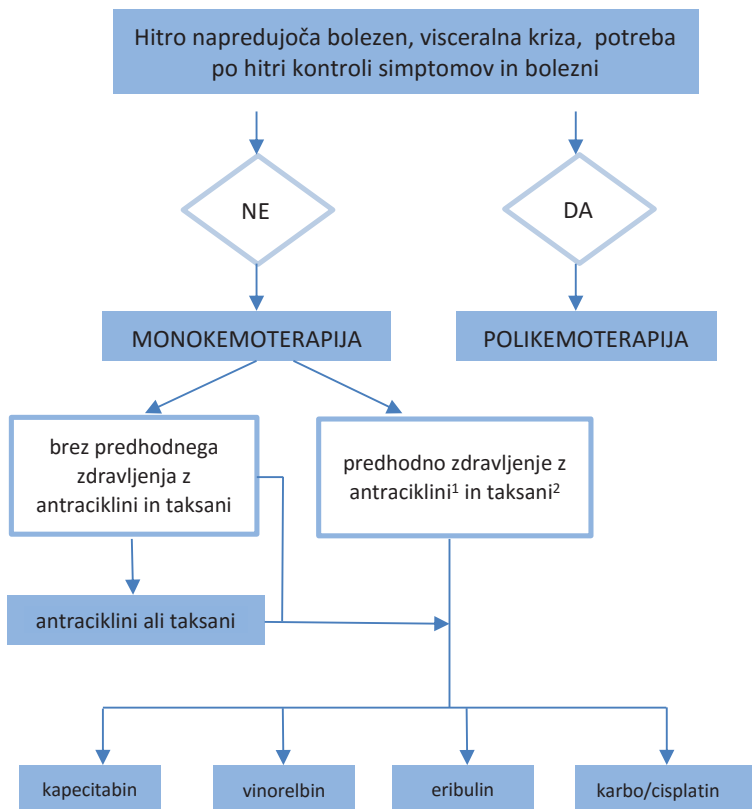 Hitro napredujoča bolezen, visceralna kriza,  potreba
po hitri kontroli simptomov in bolezni
NE
DA
MONOKEMOTERAPIJA
POLIKEMOTERAPIJA
brez predhodnega
zdravljenja z
antraciklini in taksani
predhodno zdravljenje z
antraciklini¹ in taksani²
antraciklini ali taksani
kapecitabin
vinorelbin
eribulin
karbo/cisplatin